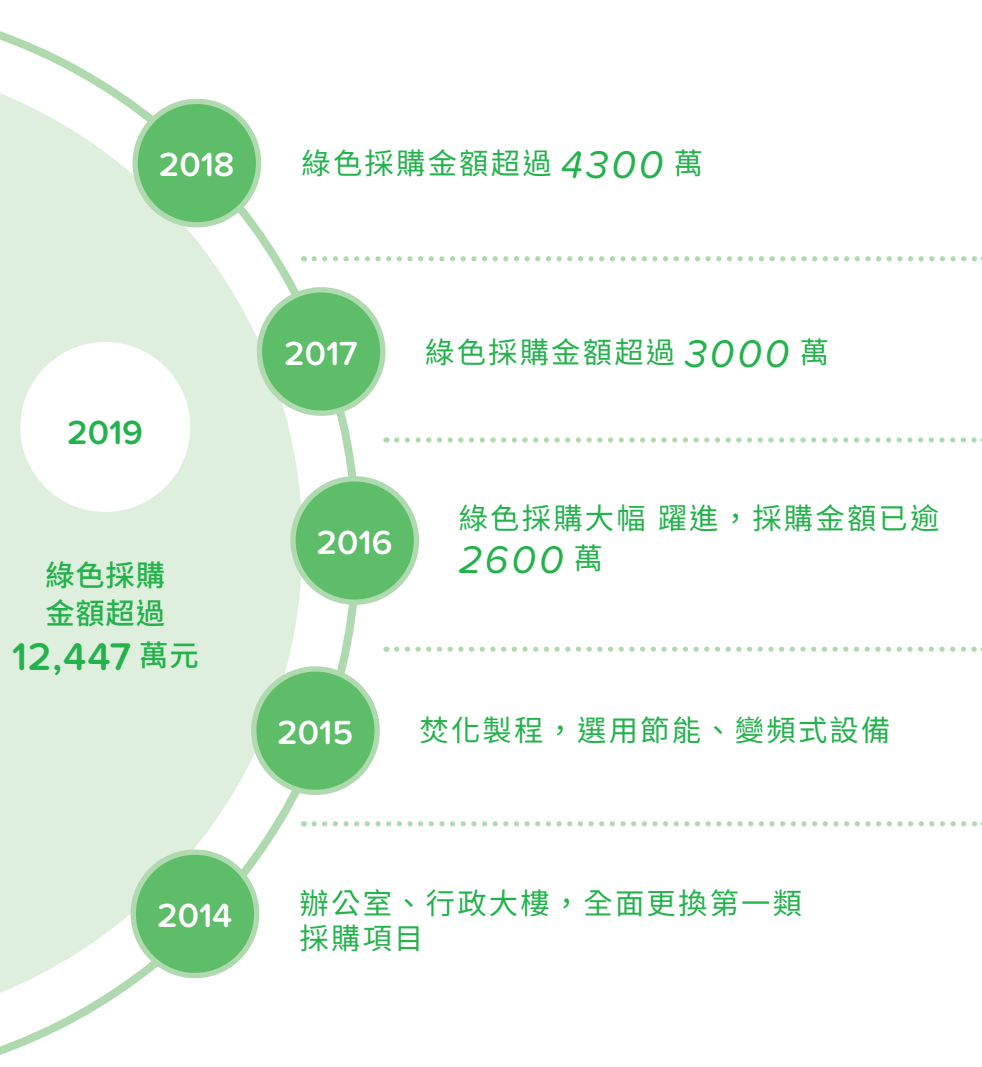 2018
綠色採購金額超過 4300 萬
2017
綠色採購金額超過 3000 萬
2019
綠色採購
金額超過
12,447 萬元
2016
綠色採購大幅 躍進，採購金額已逾
2600 萬
2015
焚化製程，選用節能、變頻式設備
2014
辦公室、行政大樓，全面更換第一類
採購項目